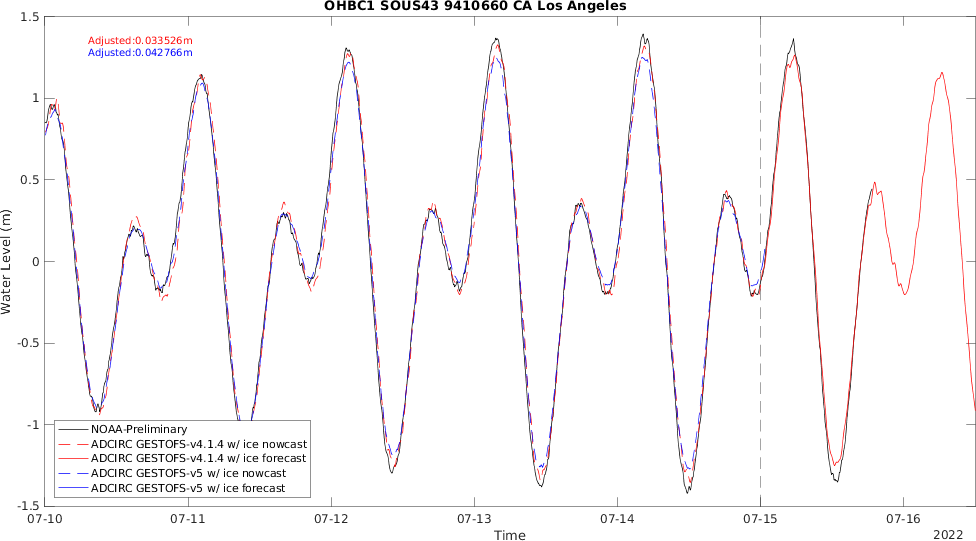 OHBC1 SOUS43 9410660 CA Los Angeles
Adjusted:0.033526m
Adjusted:0.042766m
1.5
1
0.5
0
-0.5
-1
-1.5
Water Level (m)
NOAA-Preliminary
ADCIRC GESTOFS-v4.1.4 w/ ice nowcast
ADCIRC GESTOFS-v4.1.4 w/ ice forecast
ADCIRC GESTOFS-v5 w/ ice nowcast
ADCIRC GESTOFS-v5 w/ ice forecast
07-10 07-11 07-12 07-13 07-14 07-15 07-16
Time
2022